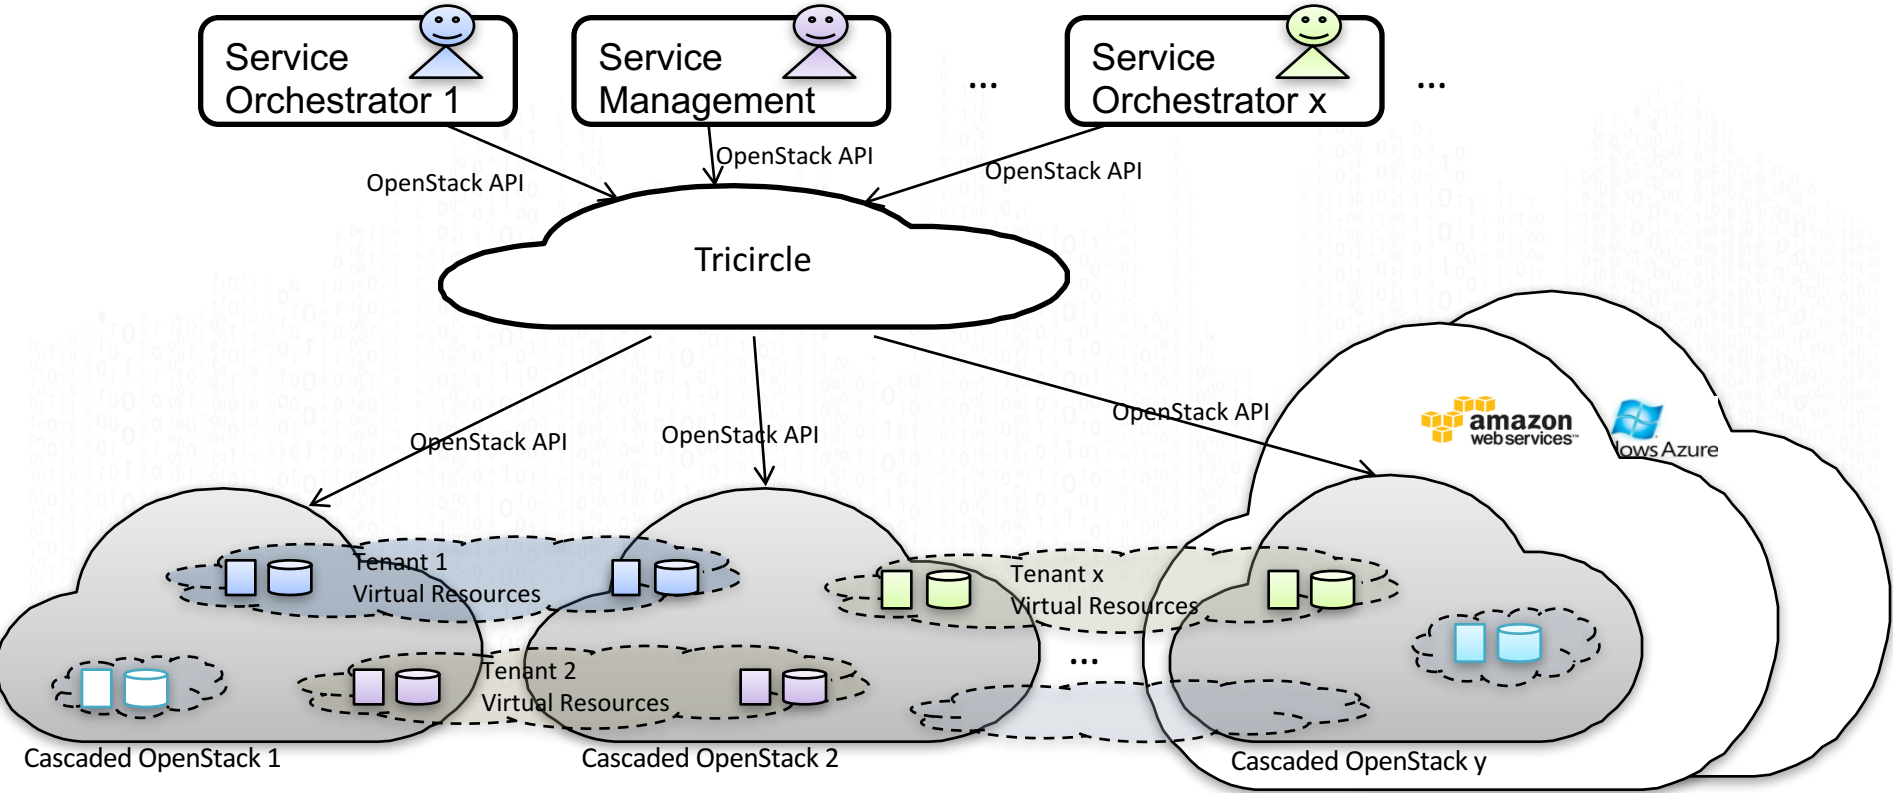 Service
Orchestrator 1
Service
Management
...
Service
Orchestrator x
...
OpenStack API
OpenStack API
OpenStack API
Tricircle
OpenStack API
OpenStack API
OpenStack API
amazon
webservices™
dows Azure
Tenant 1
Virtual Resources
Tenant x
Virtual Resources
Tenant 2
Virtual Resources
...
Cascaded OpenStack 1
Cascaded OpenStack 2
Cascaded OpenStack y